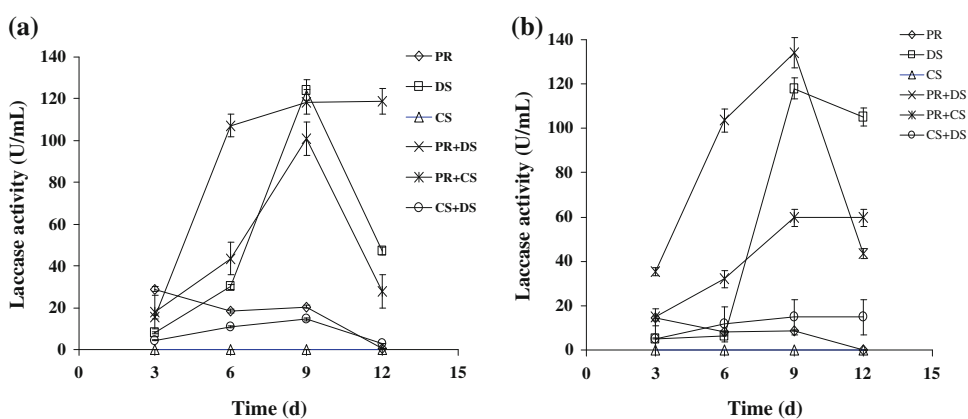 (a)
140
120
100
80
60
40
20
0
Laccase activity (U/mL)
0 3 6 9 12 15
Time (d)
PR
DS
CS
PR+DS
PR+CS
CS+DS
(b)
140
120
100
80
60
40
20
0
Laccase activity (U/mL)
0 3 6 9 12 15
Time (d)
PR
DS
CS
PR+DS
PR+CS
CS+DS